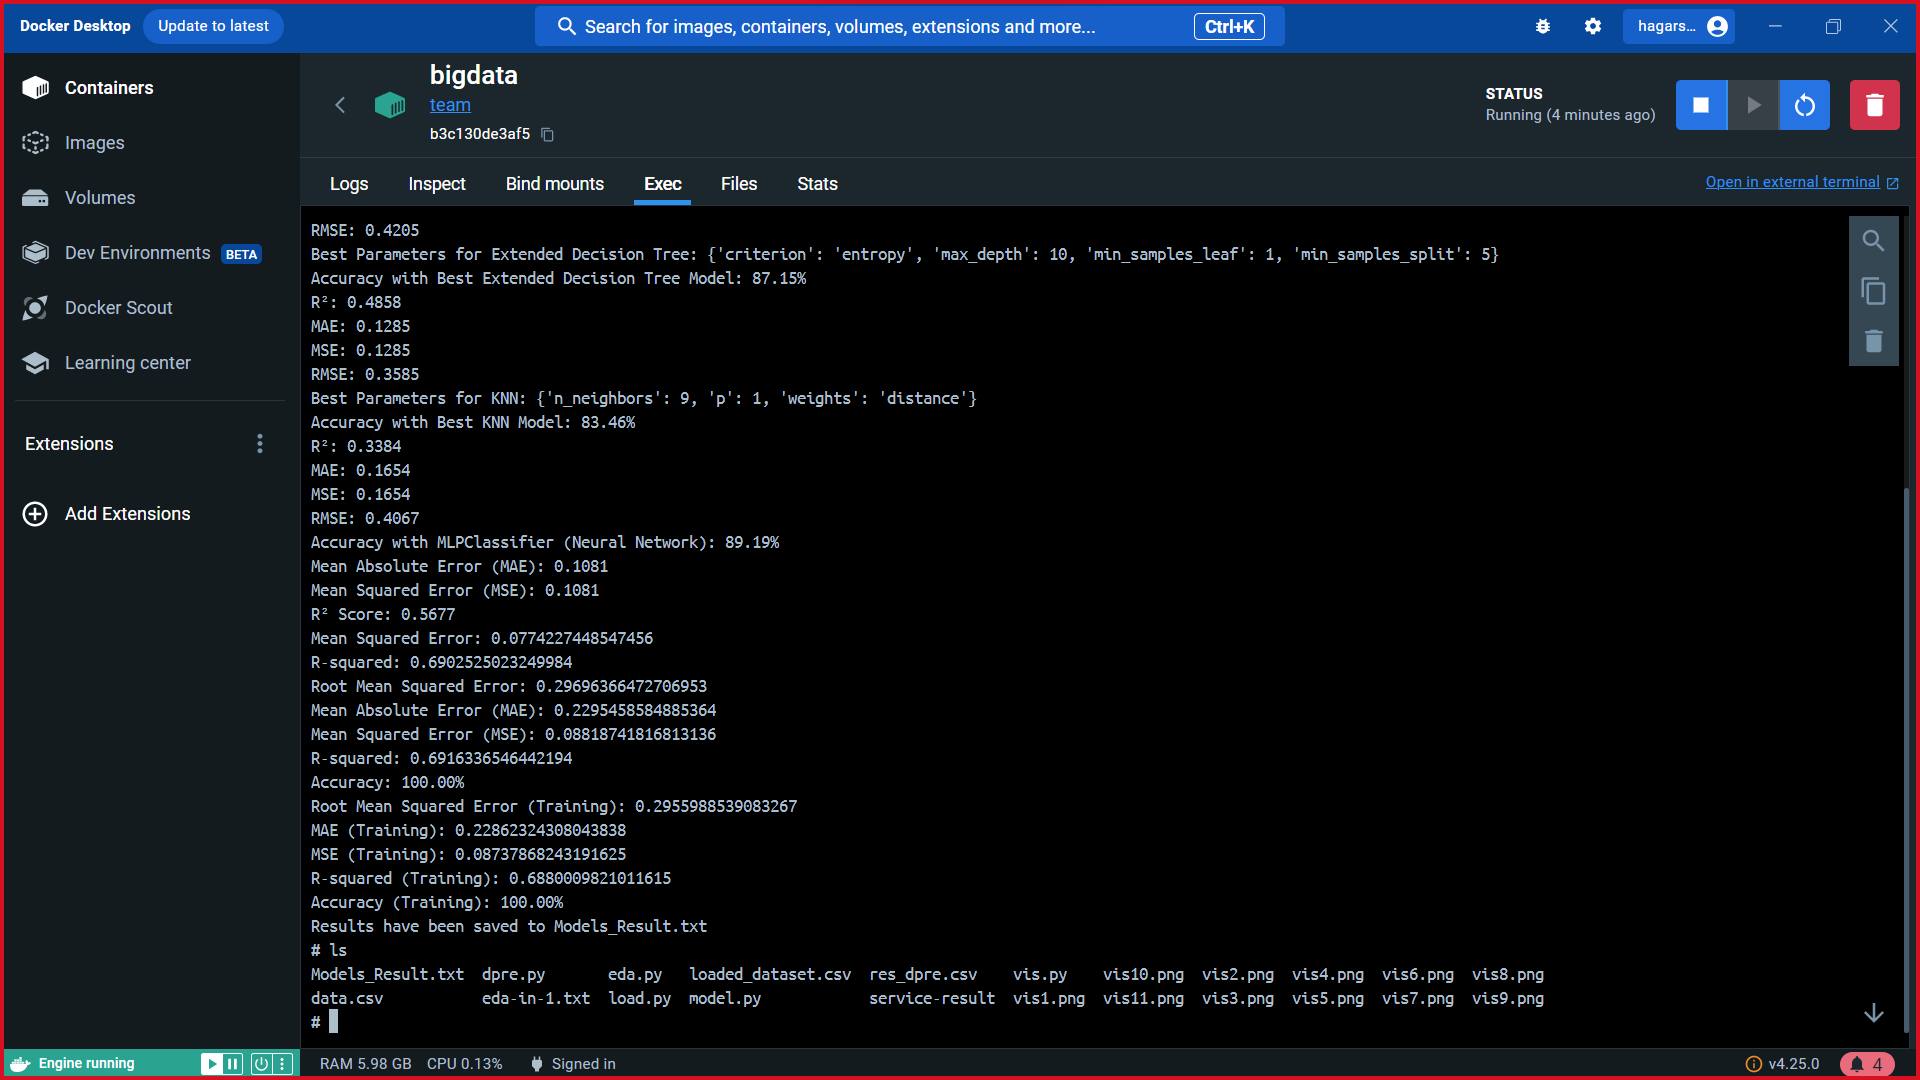 Docker Desktop
Update to latest
Search for images, containers, volumes, extensions and more...
Ctrl+K
hagars...
Containers
Images
Volumes
Dev Environments BETA
Docker Scout
Learning center
Extensions
Add Extensions
bigdata
team
b3c130de3af5
STATUS
Running (4 minutes ago)
Logs Inspect Bind mounts Exec Files Stats
Open in external terminal
RMSE: 0.4205
Best Parameters for Extended Decision Tree: {'criterion': 'entropy', 'max_depth': 10, 'min_samples_leaf': 1, 'min_samples_split': 5}
Accuracy with Best Extended Decision Tree Model: 87.15%
R²: 0.4858
MAE: 0.1285
MSE: 0.1285
RMSE: 0.3585
Best Parameters for KNN: {'n_neighbors': 9, 'p': 1, 'weights': 'distance'}
Accuracy with Best KNN Model: 83.46%
R²: 0.3384
MAE: 0.1654
MSE: 0.1654
RMSE: 0.4067
Accuracy with MLPClassifier (Neural Network): 89.19%
Mean Absolute Error (MAE): 0.1081
Mean Squared Error (MSE): 0.1081
R² Score: 0.5677
Mean Squared Error: 0.0774227448547456
R-squared: 0.6902525023249984
Root Mean Squared Error: 0.29696366472706953
Mean Absolute Error (MAE): 0.2295458584885364
Mean Squared Error (MSE): 0.08818741816813136
R-squared: 0.6916336546442194
Accuracy: 100.00%
Root Mean Squared Error (Training): 0.2955988539083267
MAE (Training): 0.22862324308043838
MSE (Training): 0.08737868243191625
R-squared (Training): 0.6880009821011615
Accuracy (Training): 100.00%
Results have been saved to Models_Result.txt
# ls
Models_Result.txt dpre.py eda.py loaded_dataset.csv res_dpre.csv vis.py vis10.png vis2.png vis4.png vis6.png vis8.png
data.csv eda-in-1.txt load.py model.py service-result vis1.png vis11.png vis3.png vis5.png vis7.png vis9.png
#
Engine running
RAM 5.98 GB CPU 0.13% Signed in
v4.25.0
4